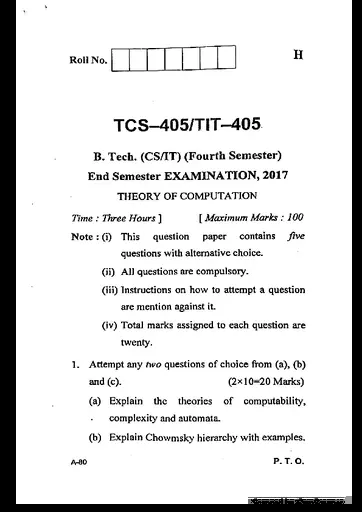 Roll No.
H
TCS–405/TIT–405
B. Tech. (CS/IT) (Fourth Semester)
End Semester EXAMINATION, 2017
THEORY OF COMPUTATION
Time : Three Hours ] [ Maximum Marks : 100
Note : (i) This question paper contains five
questions with alternative choice.
(ii) All questions are compulsory.
(iii) Instructions on how to attempt a question
are mention against it.
(iv) Total marks assigned to each question are
twenty.
1. Attempt any two questions of choice from (a), (b)
and (c). (2×10=20 Marks)
(a) Explain the theories of computability,
complexity and automata.
(b) Explain Chowmsky hierarchy with examples.
A-80 P. T. O.